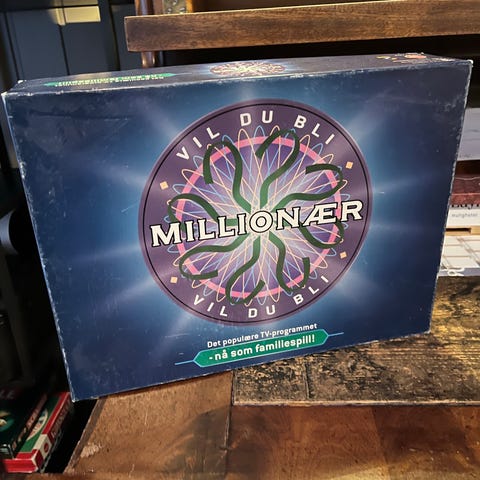 VIL DU BLI
MILLIONÆR
VIL DU BLI
Det populære TV-programmet
- nå som familiespill!